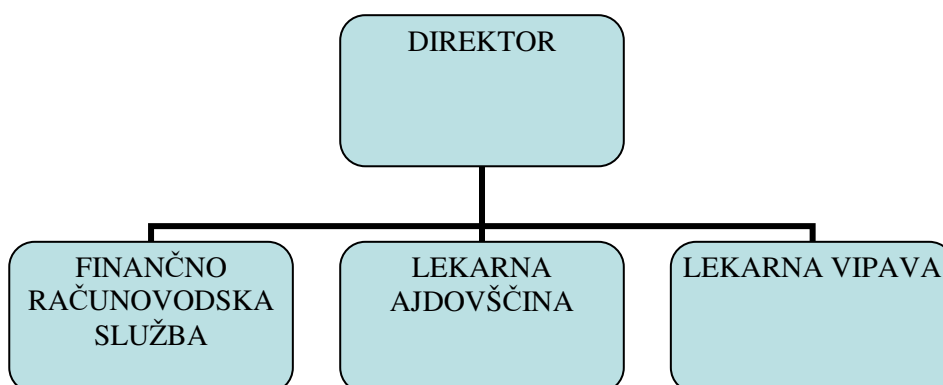 DIREKTOR
FINANČNO
RAČUNOVODSKA
SLUŽBA
LEKARNA
AJDOVŠČINA
LEKARNA VIPAVA